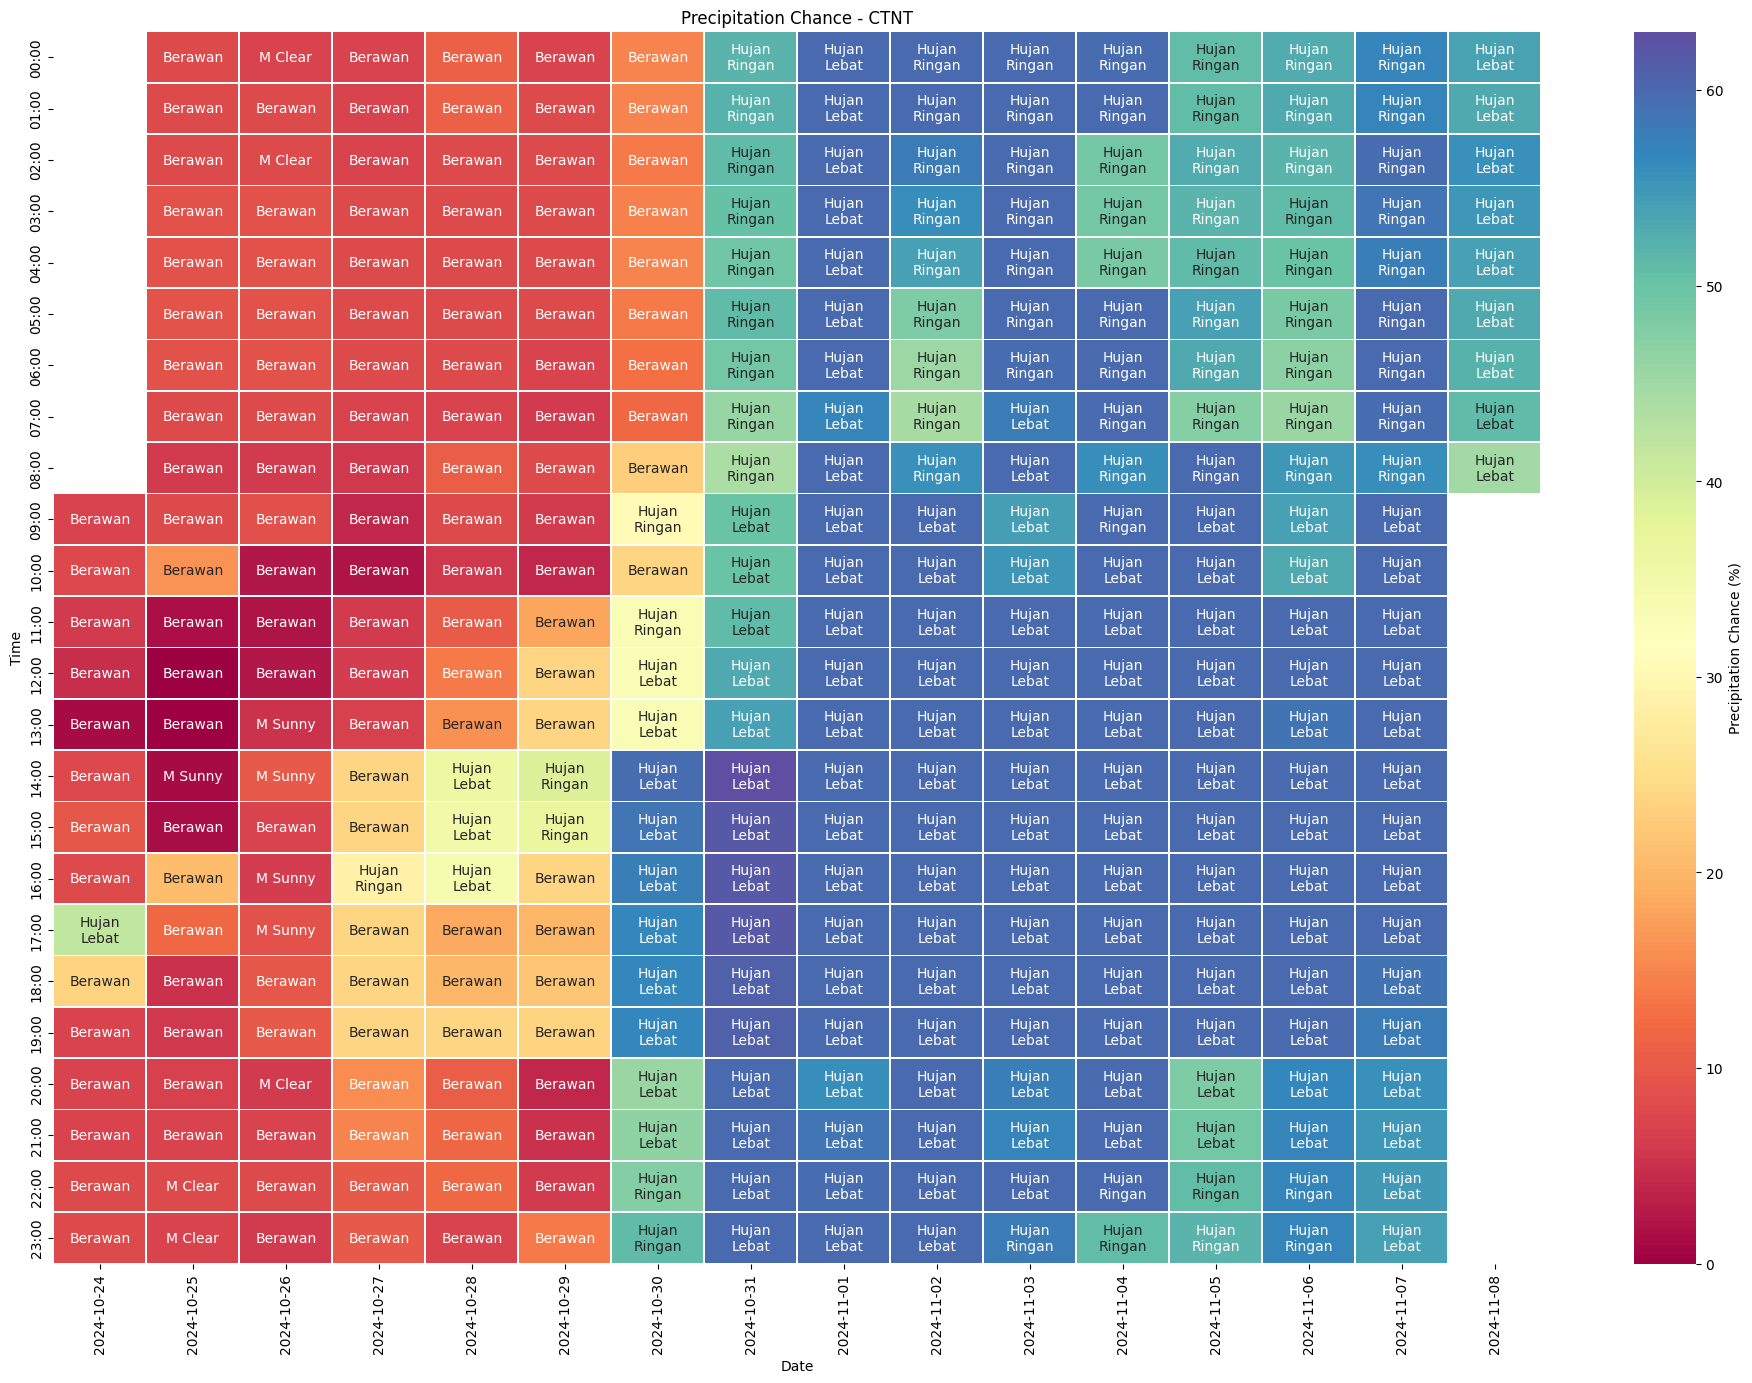 Precipitation Chance - CTNT
00:00 Berawan M Clear Berawan Berawan Berawan Berawan Hujan Ringan Hujan Lebat Hujan Ringan Hujan Ringan Hujan Ringan Hujan Ringan Hujan Ringan Hujan Ringan Hujan Lebat
01:00 Berawan Berawan Berawan Berawan Berawan Berawan Hujan Ringan Hujan Lebat Hujan Ringan Hujan Ringan Hujan Ringan Hujan Ringan Hujan Ringan Hujan Ringan Hujan Lebat
02:00 Berawan M Clear Berawan Berawan Berawan Berawan Hujan Ringan Hujan Lebat Hujan Ringan Hujan Ringan Hujan Ringan Hujan Ringan Hujan Ringan Hujan Ringan Hujan Lebat
03:00 Berawan Berawan Berawan Berawan Berawan Berawan Hujan Ringan Hujan Lebat Hujan Ringan Hujan Ringan Hujan Ringan Hujan Ringan Hujan Ringan Hujan Ringan Hujan Lebat
04:00 Berawan Berawan Berawan Berawan Berawan Berawan Hujan Ringan Hujan Lebat Hujan Ringan Hujan Ringan Hujan Ringan Hujan Ringan Hujan Ringan Hujan Ringan Hujan Lebat
05:00 Berawan Berawan Berawan Berawan Berawan Berawan Hujan Ringan Hujan Lebat Hujan Ringan Hujan Ringan Hujan Ringan Hujan Ringan Hujan Ringan Hujan Ringan Hujan Lebat
06:00 Berawan Berawan Berawan Berawan Berawan Berawan Hujan Ringan Hujan Lebat Hujan Ringan Hujan Ringan Hujan Ringan Hujan Ringan Hujan Ringan Hujan Ringan Hujan Lebat
07:00 Berawan Berawan Berawan Berawan Berawan Berawan Hujan Ringan Hujan Lebat Hujan Ringan Hujan Lebat Hujan Ringan Hujan Ringan Hujan Ringan Hujan Ringan Hujan Lebat
08:00 Berawan Berawan Berawan Berawan Berawan Berawan Hujan Ringan Hujan Lebat Hujan Ringan Hujan Lebat Hujan Ringan Hujan Ringan Hujan Ringan Hujan Ringan Hujan Lebat
09:00 Berawan Berawan Berawan Berawan Berawan Berawan Hujan Ringan Hujan Lebat Hujan Lebat Hujan Lebat Hujan Lebat Hujan Ringan Hujan Lebat Hujan Lebat Hujan Lebat
10:00 Berawan Berawan Berawan Berawan Berawan Berawan Berawan Hujan Lebat Hujan Lebat Hujan Lebat Hujan Lebat Hujan Lebat Hujan Lebat Hujan Lebat Hujan Lebat
11:00 Berawan Berawan Berawan Berawan Berawan Berawan Hujan Ringan Hujan Lebat Hujan Lebat Hujan Lebat Hujan Lebat Hujan Lebat Hujan Lebat Hujan Lebat Hujan Lebat
12:00 Berawan Berawan Berawan Berawan Berawan Berawan Hujan Lebat Hujan Lebat Hujan Lebat Hujan Lebat Hujan Lebat Hujan Lebat Hujan Lebat Hujan Lebat Hujan Lebat
13:00 Berawan Berawan M Sunny Berawan Berawan Berawan Hujan Lebat Hujan Lebat Hujan Lebat Hujan Lebat Hujan Lebat Hujan Lebat Hujan Lebat Hujan Lebat Hujan Lebat
14:00 Berawan M Sunny M Sunny Berawan Hujan Lebat Hujan Ringan Hujan Lebat Hujan Lebat Hujan Lebat Hujan Lebat Hujan Lebat Hujan Lebat Hujan Lebat Hujan Lebat Hujan Lebat
15:00 Berawan Berawan Berawan Berawan Hujan Lebat Hujan Ringan Hujan Lebat Hujan Lebat Hujan Lebat Hujan Lebat Hujan Lebat Hujan Lebat Hujan Lebat Hujan Lebat Hujan Lebat
16:00 Berawan Berawan M Sunny Hujan Ringan Hujan Lebat Berawan Hujan Lebat Hujan Lebat Hujan Lebat Hujan Lebat Hujan Lebat Hujan Lebat Hujan Lebat Hujan Lebat Hujan Lebat
17:00 Hujan Lebat Berawan M Sunny Berawan Berawan Berawan Hujan Lebat Hujan Lebat Hujan Lebat Hujan Lebat Hujan Lebat Hujan Lebat Hujan Lebat Hujan Lebat Hujan Lebat
18:00 Berawan Berawan Berawan Berawan Berawan Berawan Hujan Lebat Hujan Lebat Hujan Lebat Hujan Lebat Hujan Lebat Hujan Lebat Hujan Lebat Hujan Lebat Hujan Lebat
19:00 Berawan Berawan Berawan Berawan Berawan Berawan Hujan Lebat Hujan Lebat Hujan Lebat Hujan Lebat Hujan Lebat Hujan Lebat Hujan Lebat Hujan Lebat Hujan Lebat
20:00 Berawan Berawan M Clear Berawan Berawan Berawan Hujan Lebat Hujan Lebat Hujan Lebat Hujan Lebat Hujan Lebat Hujan Lebat Hujan Lebat Hujan Lebat Hujan Lebat
21:00 Berawan Berawan Berawan Berawan Berawan Berawan Hujan Lebat Hujan Lebat Hujan Lebat Hujan Lebat Hujan Lebat Hujan Lebat Hujan Lebat Hujan Lebat Hujan Lebat
22:00 Berawan M Clear Berawan Berawan Berawan Berawan Hujan Ringan Hujan Lebat Hujan Lebat Hujan Lebat Hujan Lebat Hujan Ringan Hujan Ringan Hujan Ringan Hujan Lebat
23:00 Berawan M Clear Berawan Berawan Berawan Berawan Hujan Ringan Hujan Lebat Hujan Lebat Hujan Lebat Hujan Ringan Hujan Ringan Hujan Ringan Hujan Ringan Hujan Lebat
Time
2024-10-24 2024-10-25 2024-10-26 2024-10-27 2024-10-28 2024-10-29 2024-10-30 2024-10-31 2024-11-01 2024-11-02 2024-11-03 2024-11-04 2024-11-05 2024-11-06 2024-11-07 2024-11-08
Date
60
50
40
30
20
10
0
Precipitation Chance (%)